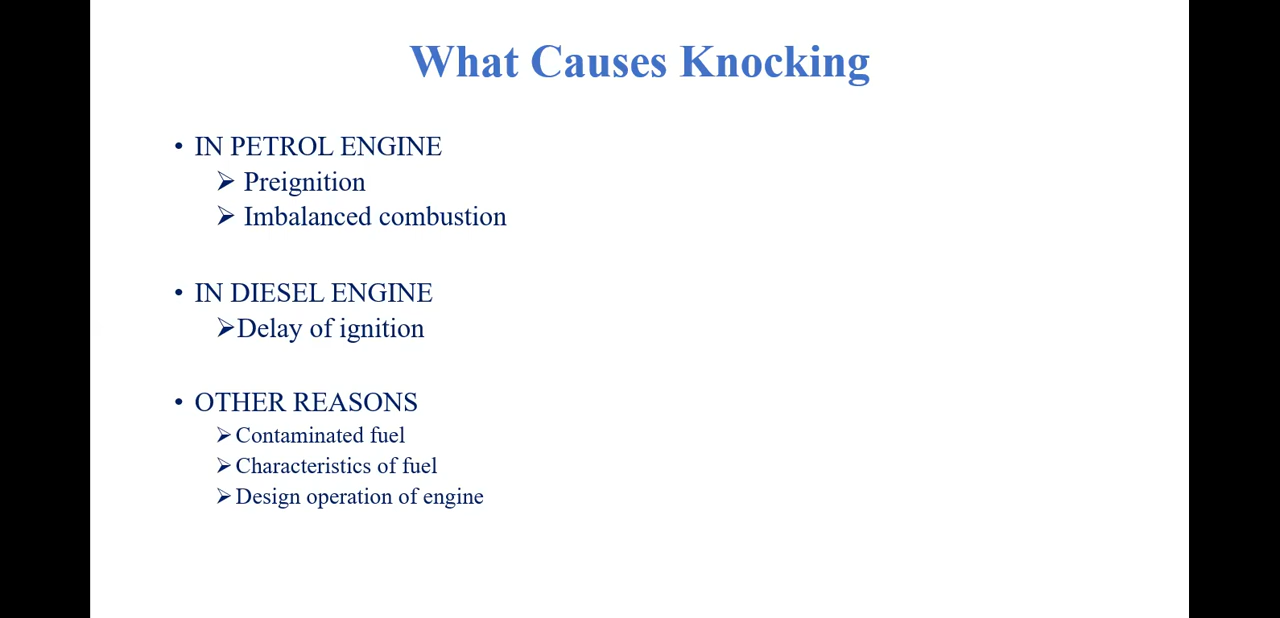 What Causes Knocking
• IN PETROL ENGINE
➢ Preignition
➢ Imbalanced combustion
• IN DIESEL ENGINE
➢Delay of ignition
• OTHER REASONS
➢Contaminated fuel
➢Characteristics of fuel
➢Design operation of engine